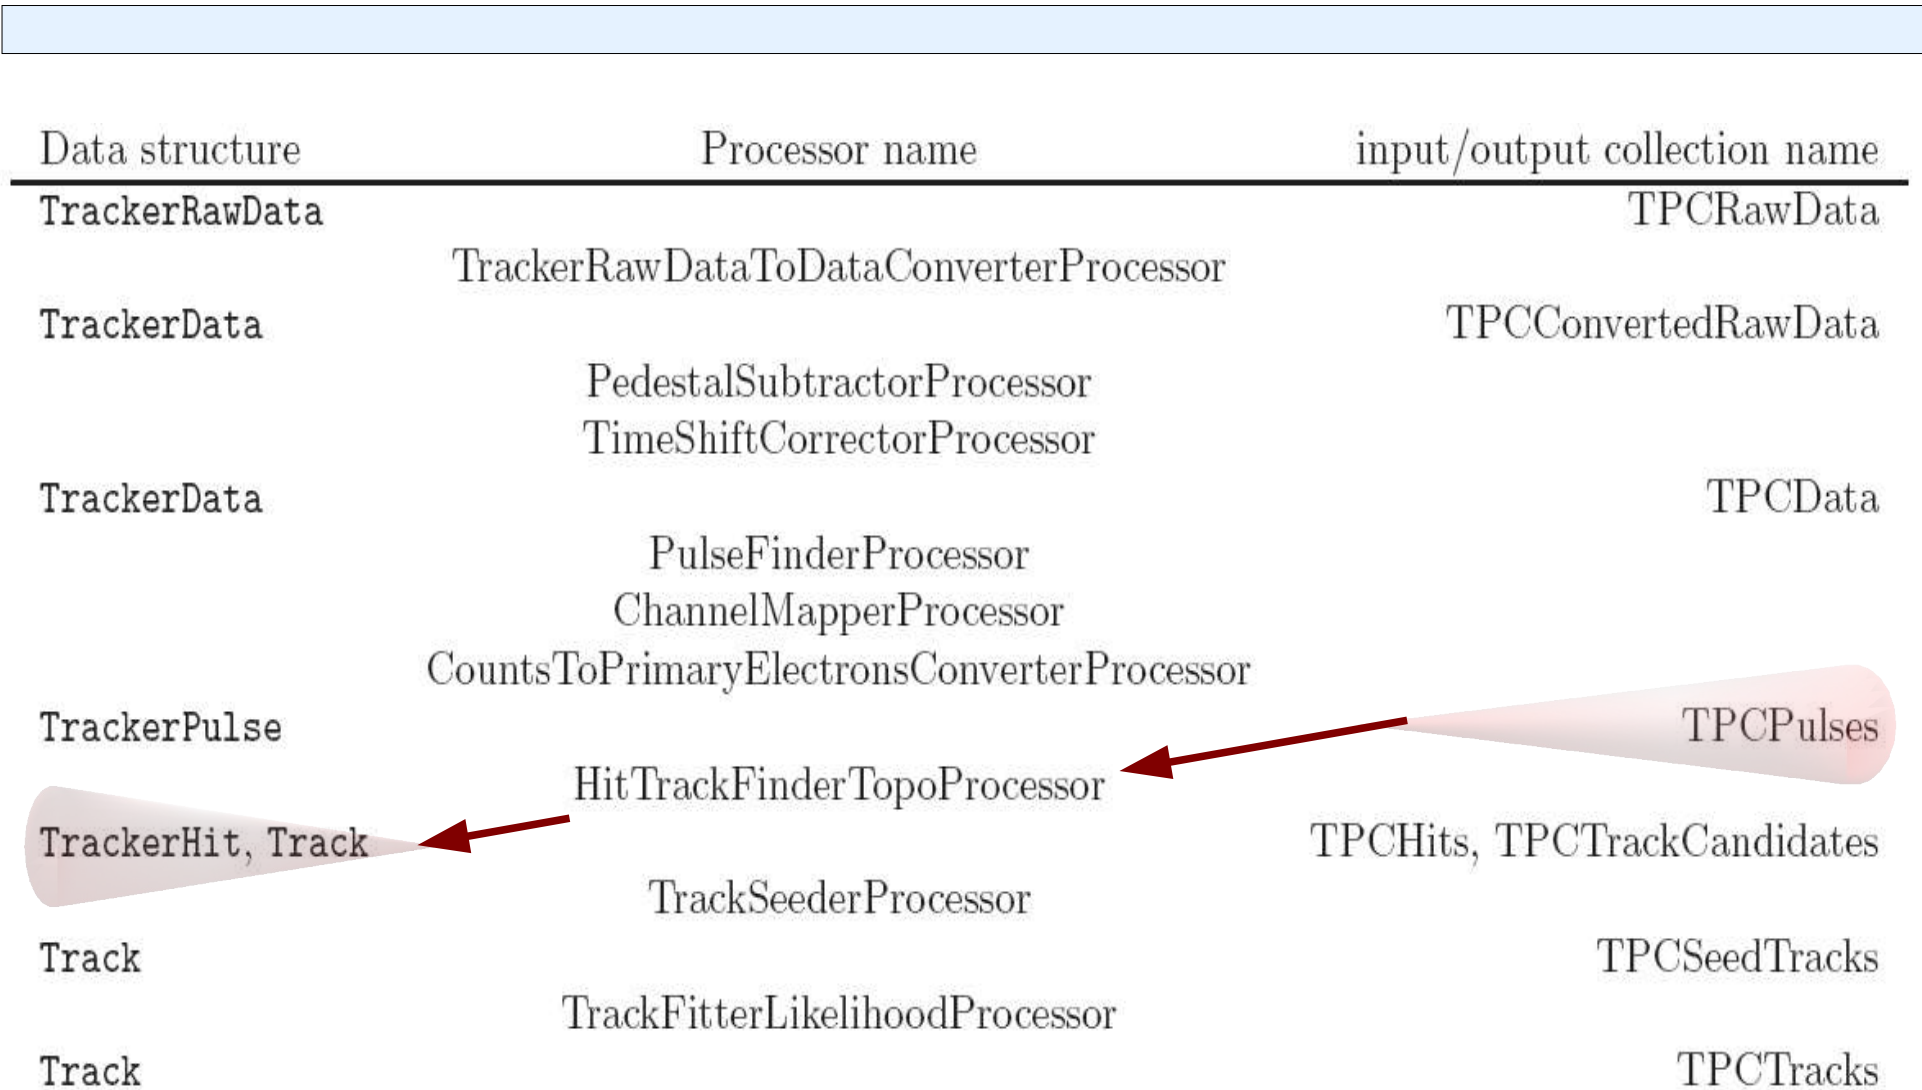 Data structure Processor name input/output collection name
TrackerRawData TPCRawData
TrackerRawDataToDataConverterProcessor
TrackerData TPCConvertedRawData
PedestalSubtractorProcessor
TimeShiftCorrectorProcessor
TrackerData TPCData
PulseFinderProcessor
ChannelMapperProcessor
CountsToPrimaryElectronsConverterProcessor
TrackerPulse TPCPulses
HitTrackFinderTopoProcessor
TrackerHit, Track TPCHits, TPCTrackCandidates
TrackSeederProcessor
Track TPCSeedTracks
TrackFitterLikelihoodProcessor
Track TPCTracks